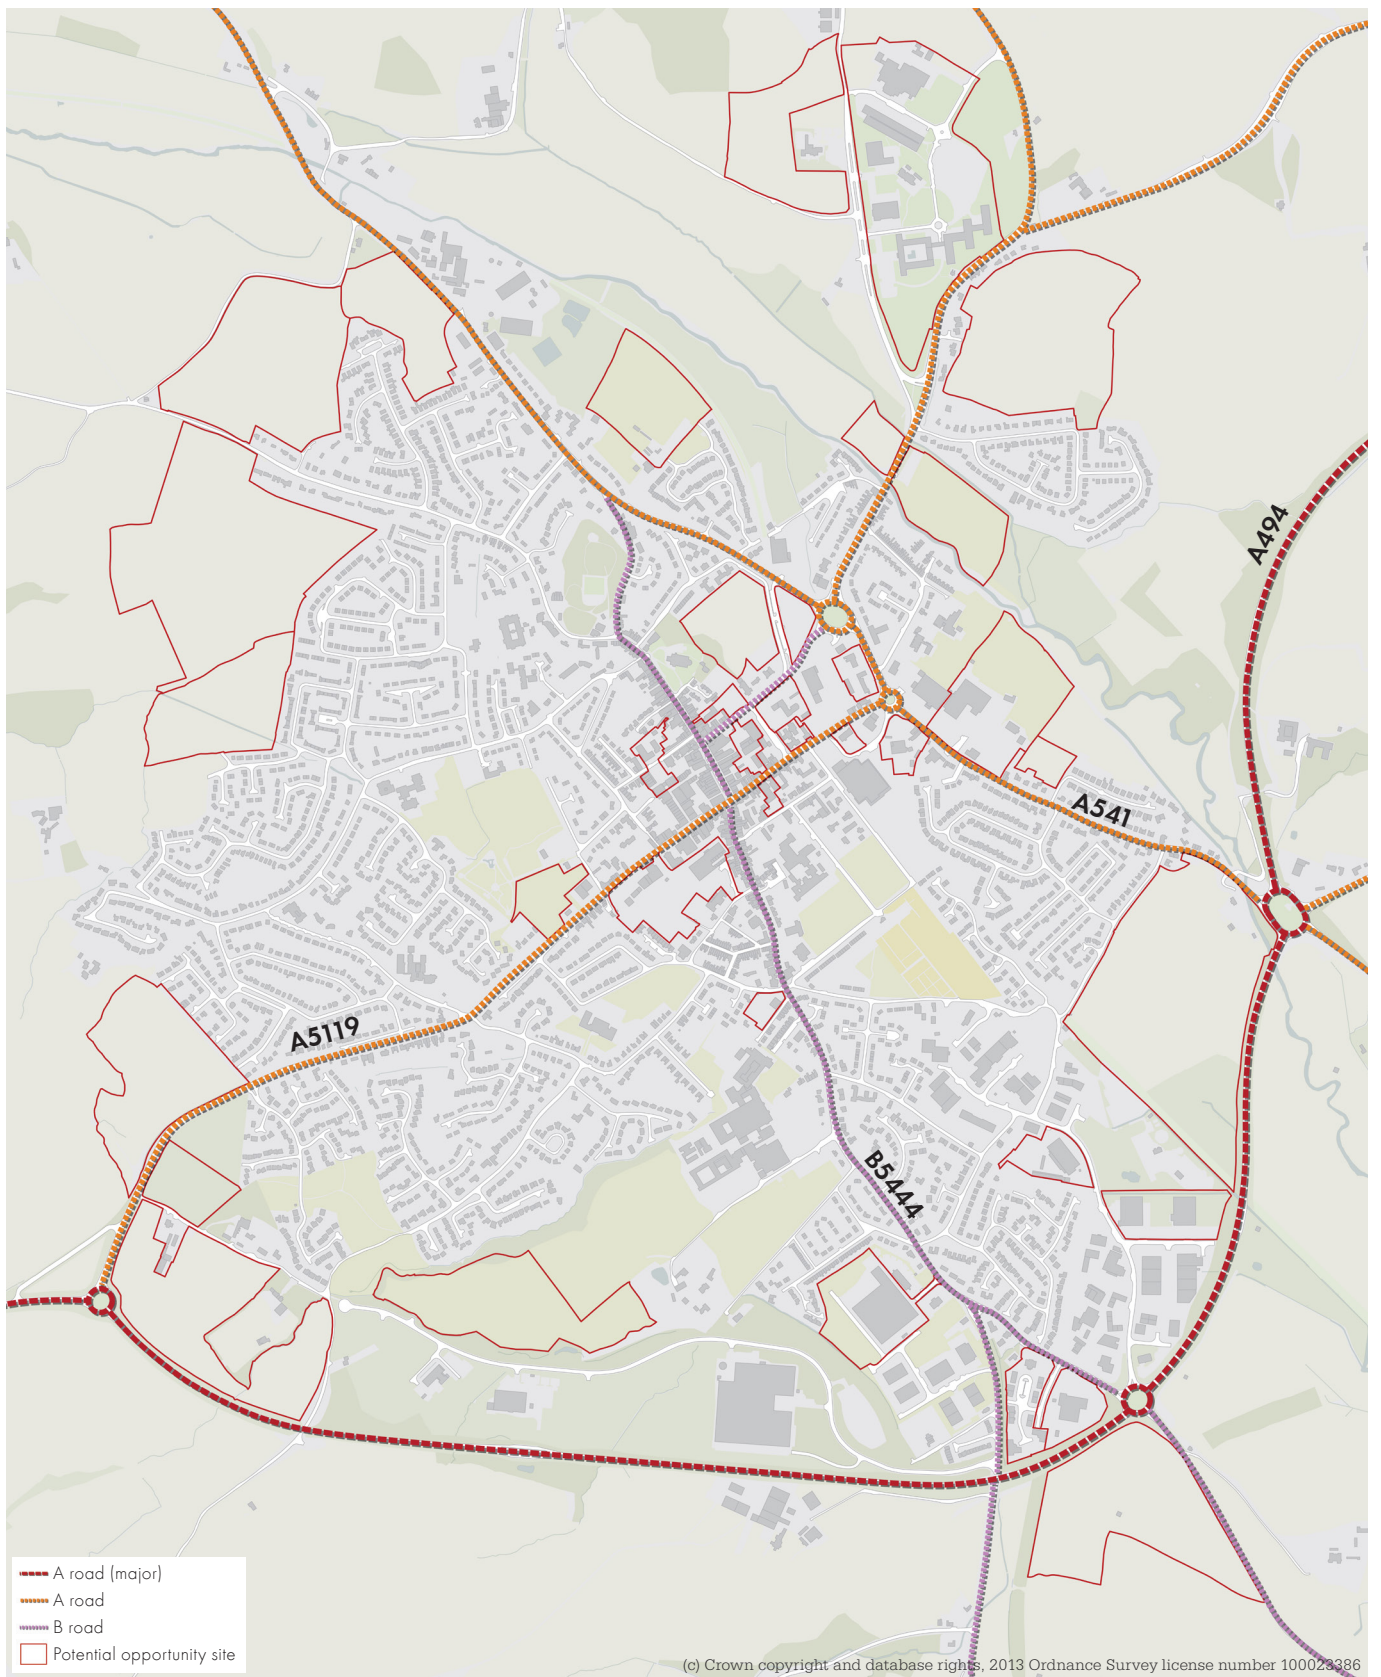 A494
A541
A5119
B5444
A road (major)
A road
B road
Potential opportunity site
(c) Crown copyright and database rights, 2013 Ordnance Survey license number 100023386